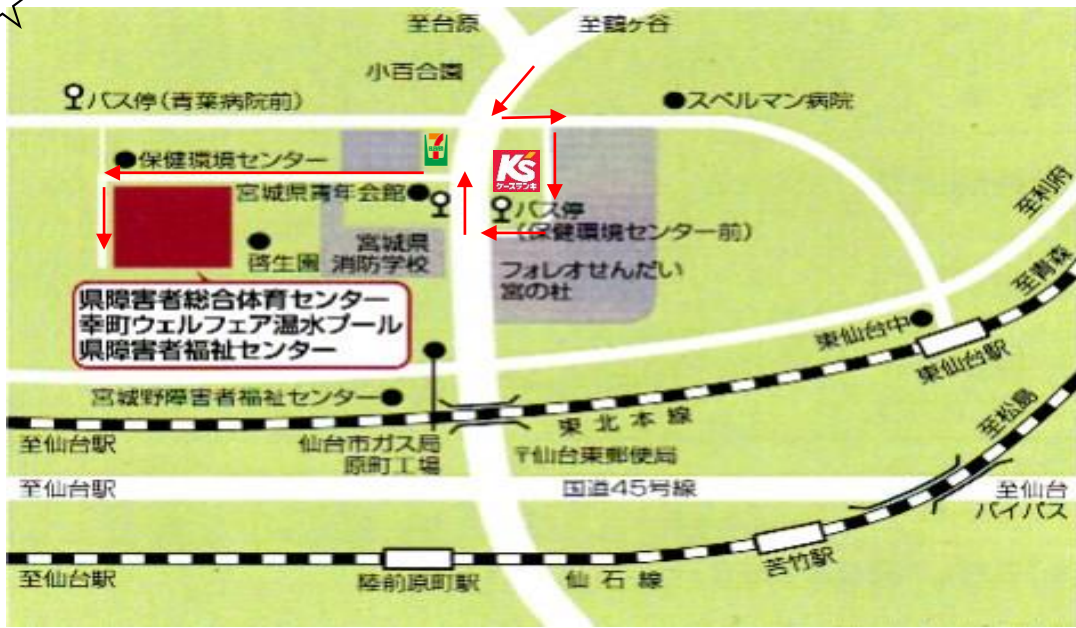 至台原
至鶴ヶ谷
小百合園
バス停(青葉病院前)
スペルマン病院
7
K's
ケーズデンキ
保健環境センター
宮城県青年会館
バス停
(保健環境センター前)
至利府
宮城県
消防学校
啓生園
フォレオせんだい
宮の杜
至青森
県障害者総合体育センター
幸町ウェルフェア温水プール
県障害者福祉センター
東仙台中
東仙台駅
宮城野障害者福祉センター
東北本線
至松島
至仙台駅
仙台市ガス局
原町工場
〒仙台東郵便局
至仙台駅
国道45号線
至仙台
バイパス
至仙台駅
陸前原町駅
仙石線
苦竹駅